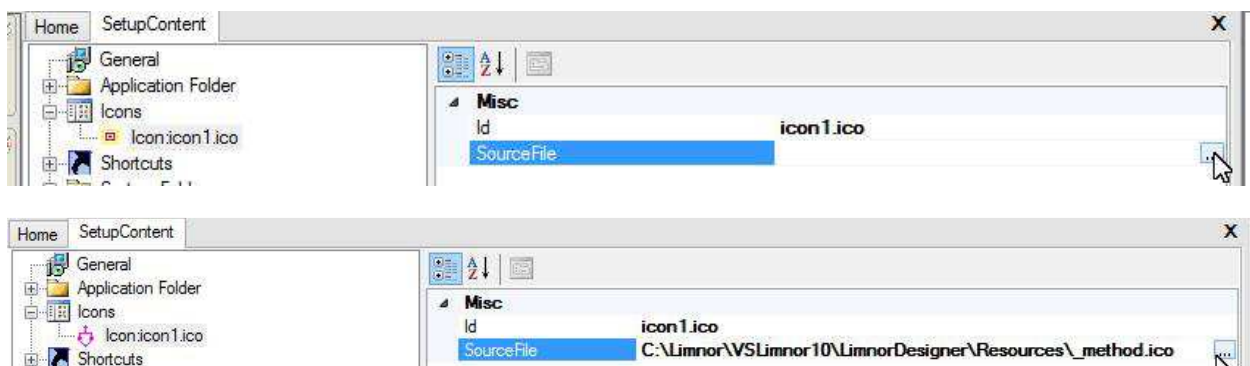 Home SetupContent X
General
Application Folder
Icons
Icon:icon1.ico
Shortcuts
Misc
Id icon1.ico
SourceFile ...
Home SetupContent X
General
Application Folder
Icons
Icon:icon1.ico
Shortcuts
Misc
Id icon1.ico
SourceFile C:\Limnor\VSLimnor10\LimnorDesigner\Resources\_method.ico ...